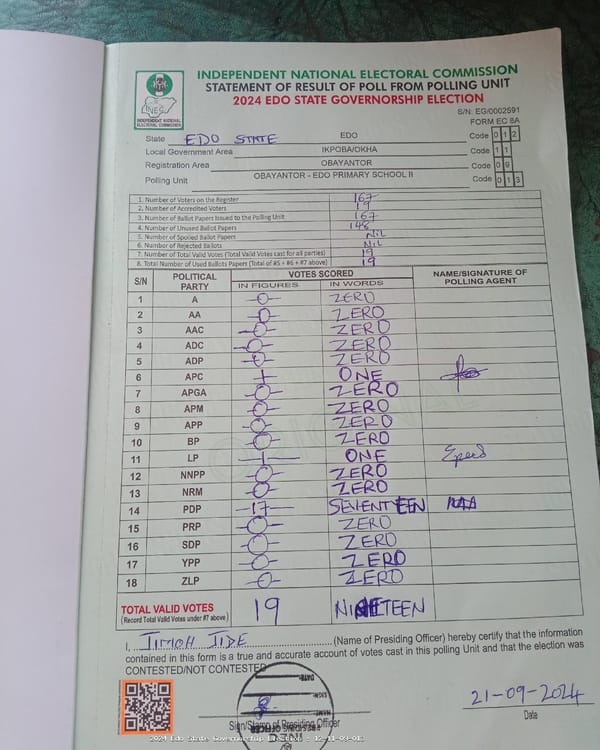 INDEPENDENT NATIONAL ELECTORAL COMMISSION
STATEMENT OF RESULT OF POLL FROM POLLING UNIT
2024 EDO STATE GOVERNORSHIP ELECTION
INDEPENDENT NATIONAL ELECTORAL COMMISSION
S/N: EG/0002591
FORM EC 8A
State EDO STATE EDO Code 0 1 2
Local Government Area IKPOBA/OKHA Code 1 1
Registration Area OBAYANTOR Code 0 9
Polling Unit OBAYANTOR - EDO PRIMARY SCHOOL II Code 0 1 3
1. Number of Voters on the Register 167
2. Number of Accredited Voters 19
3. Number of Ballot Papers Issued to the Polling Unit 167
4. Number of Unused Ballot Papers 148
5. Number of Spoiled Ballot Papers NIL
6. Number of Rejected Ballots NIL
7. Number of Total Valid Votes (Total Valid Votes cast for all parties) 19
8. Total Number of Used Ballots Papers (Total of #5 + #6 + #7 above) 19
S/N POLITICAL PARTY VOTES SCORED NAME/SIGNATURE OF POLLING AGENT
IN FIGURES IN WORDS
1 A -0- ZERO
2 AA -0- ZERO
3 AAC -0- ZERO
4 ADC -0- ZERO
5 ADP -0- ZERO
6 APC 1 ONE
7 APGA -0- ZERO
8 APM -0- ZERO
9 APP -0- ZERO
10 BP -0- ZERO
11 LP -1- ONE
12 NNPP -0- ZERO
13 NRM -0- ZERO
14 PDP -17- SEVENTEEN
15 PRP -0- ZERO
16 SDP -0- ZERO
17 YPP -0- ZERO
18 ZLP -0- ZERO
TOTAL VALID VOTES 19 NINETEEN
(Record Total Valid Votes under #7 above)
I, TIMOH JIDE (Name of Presiding Officer) hereby certify that the information
contained in this form is a true and accurate account of votes cast in this polling Unit and that the election was
CONTESTED/NOT CONTESTED
21-09-2024
Sign/Stamp of Presiding Officer Date
2024 Edo State Governorship Election